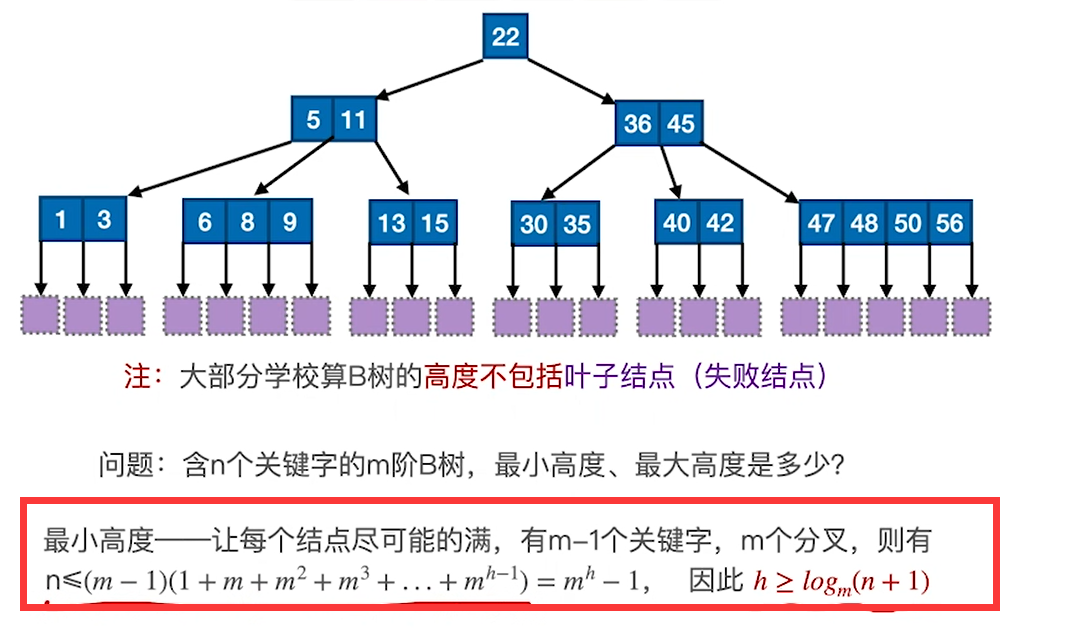 22
5 11
36 45
1 3
6 8 9
13 15
30 35
40 42
47 48 50 56
注：大部分学校算B树的高度不包括叶子结点（失败结点）
问题：含n个关键字的m阶B树，最小高度、最大高度是多少？
最小高度——让每个结点尽可能的满，有m–1个关键字，m个分叉，则有
n≤(m − 1)(1 + m + m² + m³ + … + mʰ⁻¹) = mʰ − 1， 因此 h ≥ logₘ(n + 1)